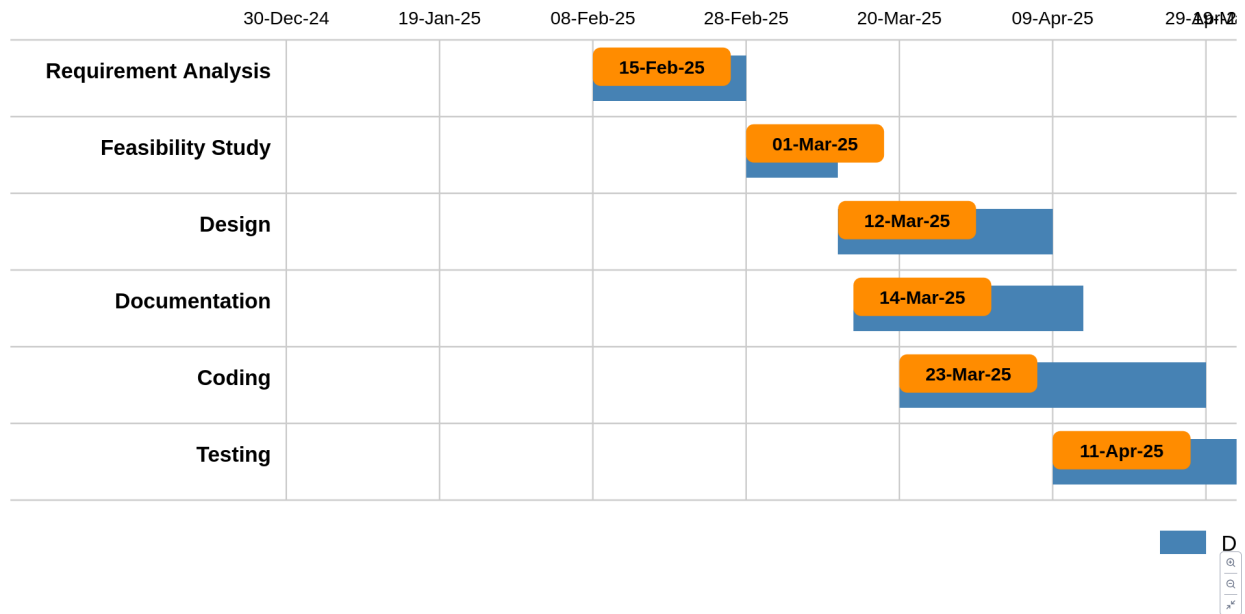 30-Dec-24 19-Jan-25 08-Feb-25 28-Feb-25 20-Mar-25 09-Apr-25
Requirement Analysis 15-Feb-25
Feasibility Study 01-Mar-25
Design 12-Mar-25
Documentation 14-Mar-25
Coding 23-Mar-25
Testing 11-Apr-25
D